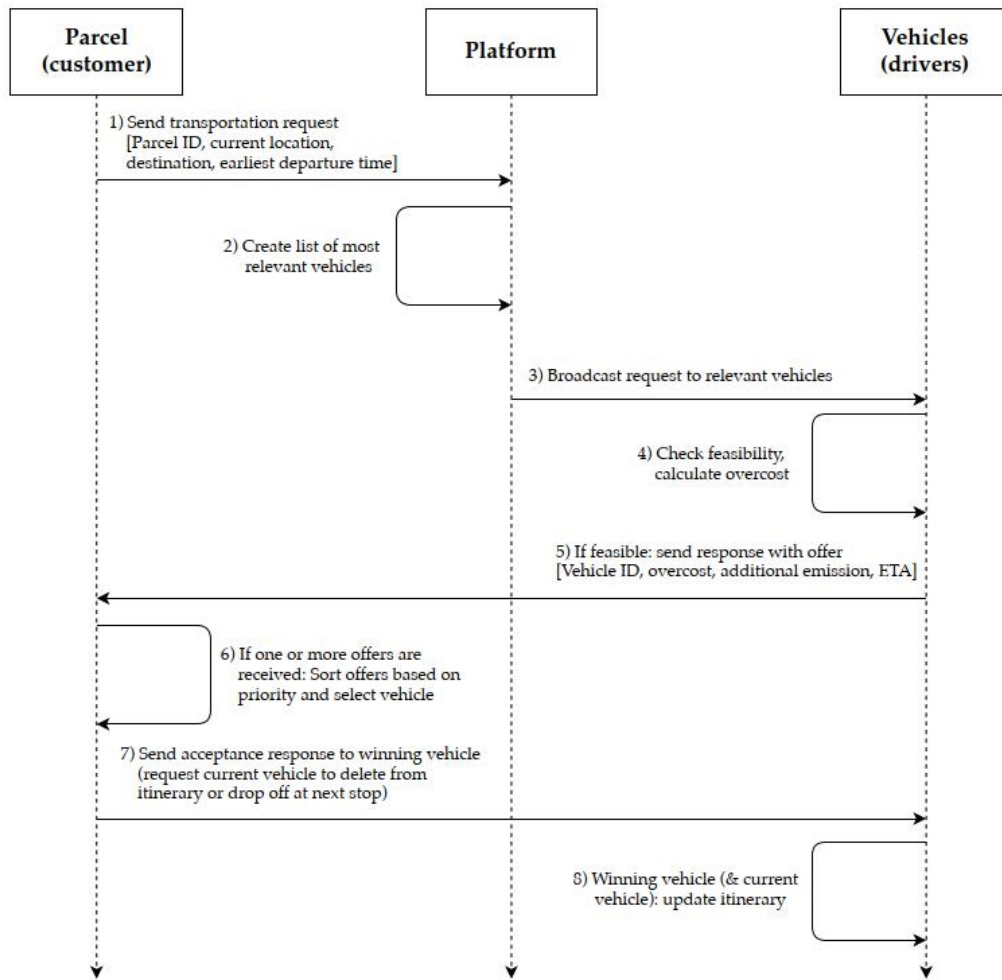 Parcel
(customer)
Platform
Vehicles
(drivers)
1) Send transportation request
[Parcel ID, current location,
destination, earliest departure time]
2) Create list of most
relevant vehicles
3) Broadcast request to relevant vehicles
4) Check feasibility,
calculate overcost
5) If feasible: send response with offer
[Vehicle ID, overcost, additional emission, ETA]
6) If one or more offers are
received: Sort offers based on
priority and select vehicle
7) Send acceptance response to winning vehicle
(request current vehicle to delete from
itinerary or drop off at next stop)
8) Winning vehicle (& current
vehicle): update itinerary